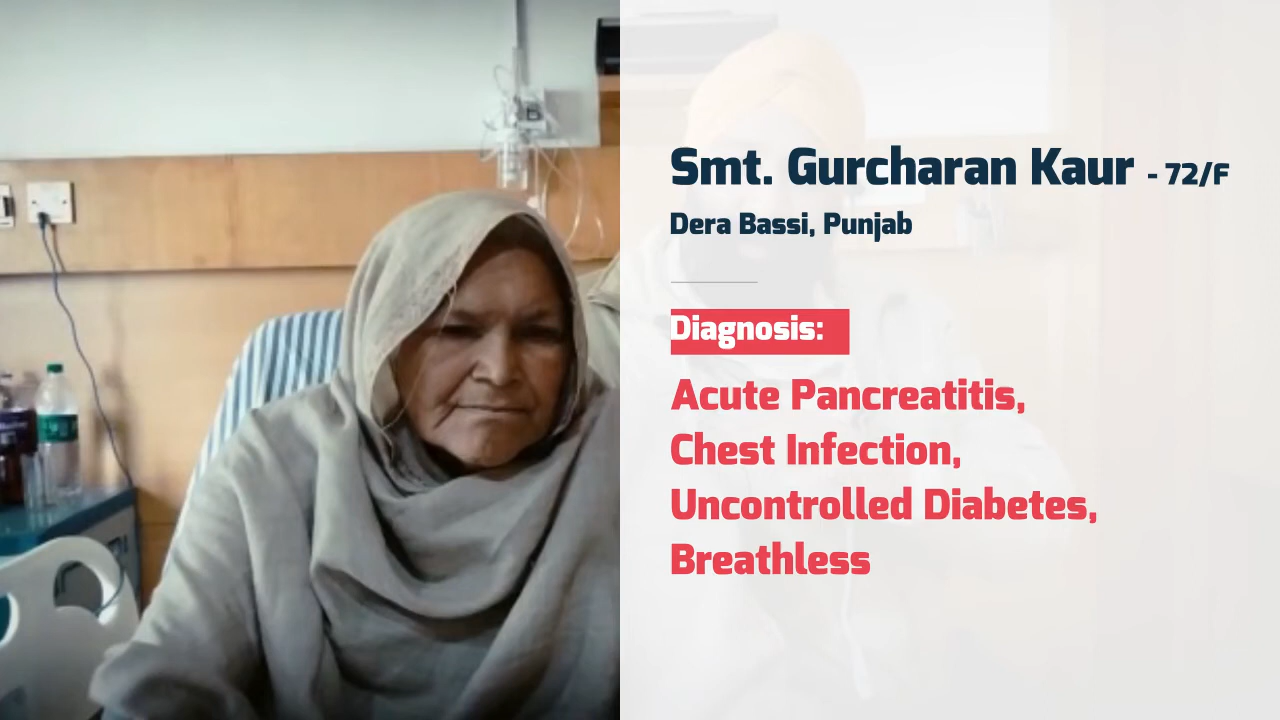 Smt. Gurcharan Kaur - 72/F
Dera Bassi, Punjab
Diagnosis:
Acute Pancreatitis,
Chest Infection,
Uncontrolled Diabetes,
Breathless